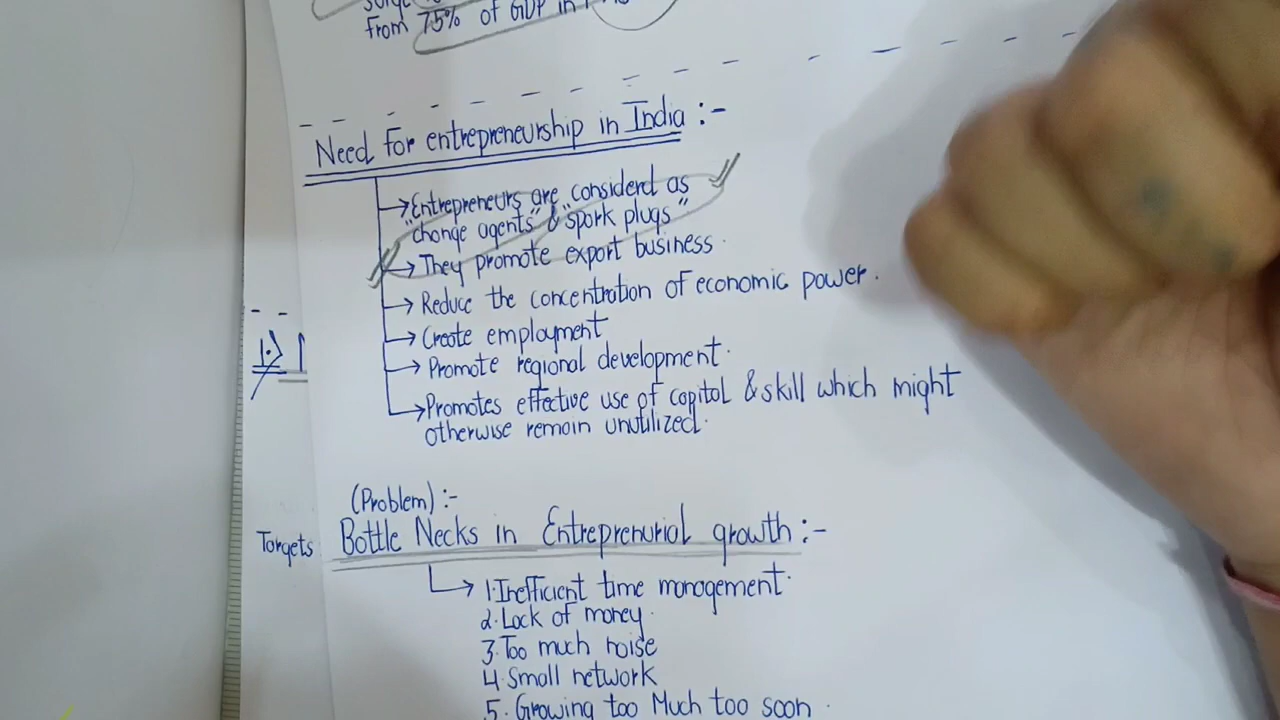 From 75% of GDP in
Need For entrepreneurship in India :-
→ Entrepreneurs are considerd as
"change agents" & "spark plugs"
→ They promote export business.
→ Reduce the concentration of economic power.
→ Create employment
→ Promote regional development.
→ Promotes effective use of capital & skill which might
otherwise remain unutilized.
(Problem) :-
Targets
Bottle Necks in Entreprenurial growth :-
→ 1. Inefficient time management.
2. Lack of money.
3. Too much noise
4. Small network
5. Growing too Much too soon.